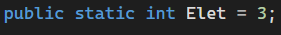 public static int Elet = 3;